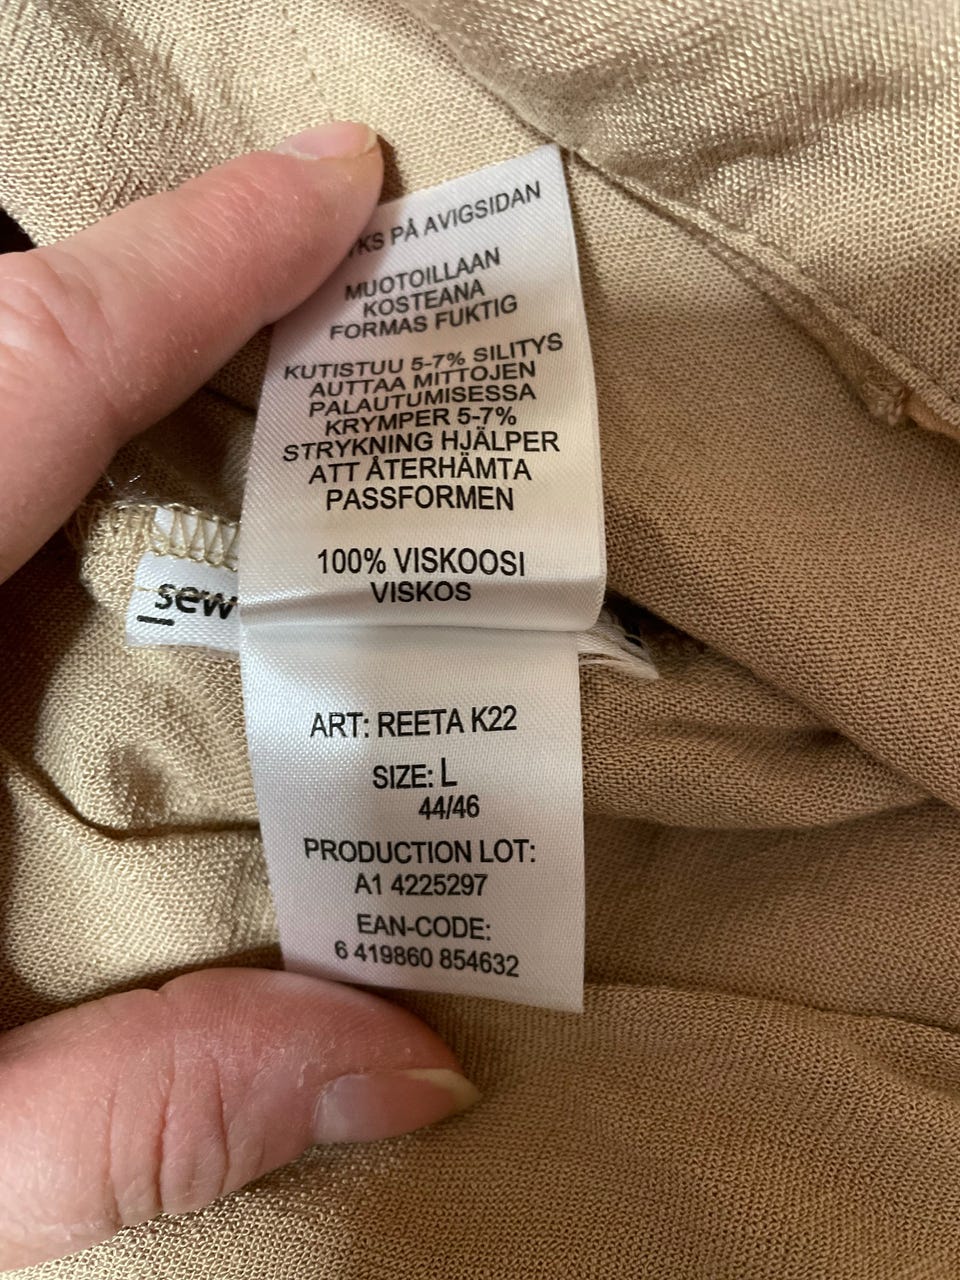 PÅ AVIGSIDAN
MUOTOILLAAN
KOSTEANA
FORMAS FUKTIG
KUTISTUU 5-7% SILITYS
AUTTAA MITTOJEN
PALAUTUMISESSA
KRYMPER 5-7%
STRYKNING HJÄLPER
ATT ÅTERHÄMTA
PASSFORMEN
100% VISKOOSI
VISKOS
sew
ART: REETA K22
SIZE: L
44/46
PRODUCTION LOT:
A1 4225297
EAN-CODE:
6 419860 854632